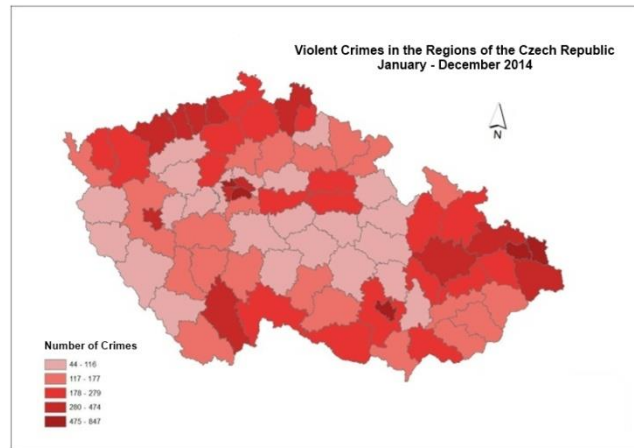 Violent Crimes in the Regions of the Czech Republic
January - December 2014
N
Number of Crimes
44 - 116
117 - 177
178 - 279
280 - 474
475 - 847